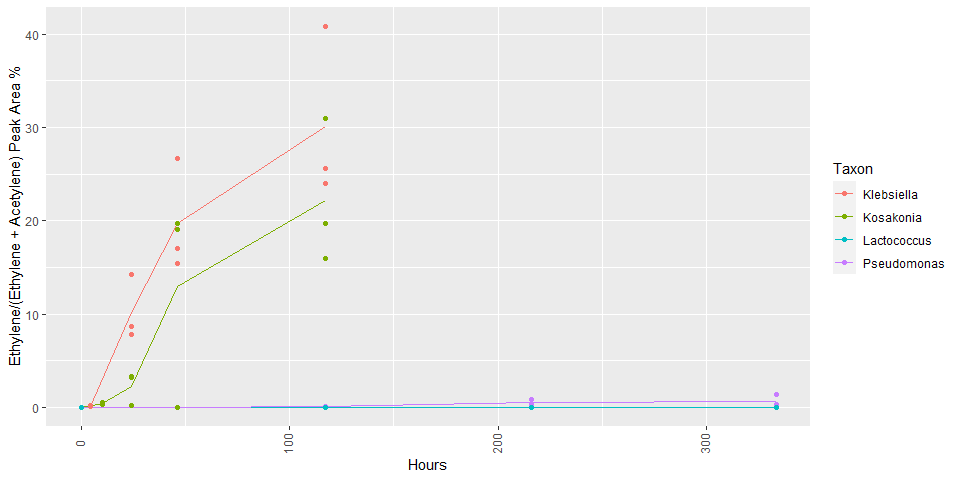 Ethylene/(Ethylene + Acetylene) Peak Area %
40
30
20
10
0
0
100
200
300
Hours
Taxon
Klebsiella
Kosakonia
Lactococcus
Pseudomonas